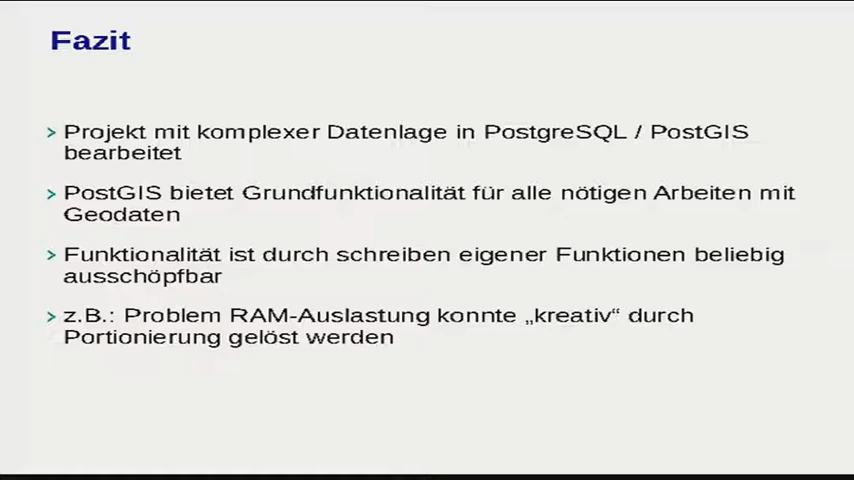 Fazit
> Projekt mit komplexer Datenlage in PostgreSQL / PostGIS
bearbeitet
> PostGIS bietet Grundfunktionalität für alle nötigen Arbeiten mit
Geodaten
> Funktionalität ist durch schreiben eigener Funktionen beliebig
ausschöpfbar
> z.B.: Problem RAM-Auslastung konnte „kreativ“ durch
Portionierung gelöst werden